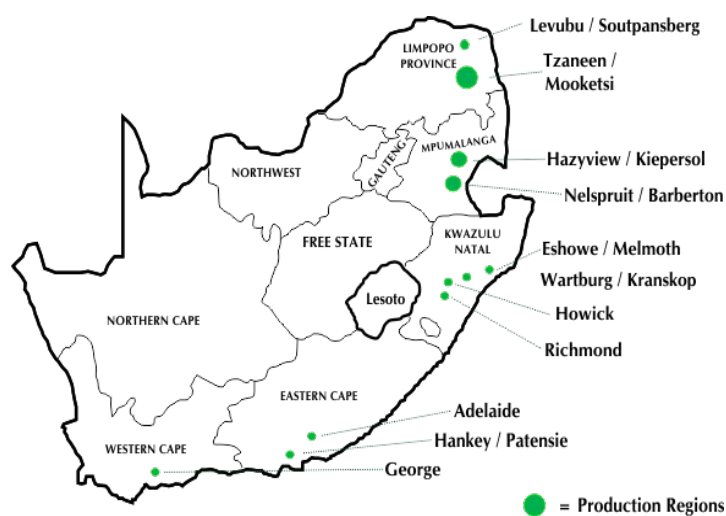 Levubu / Soutpansberg
LIMPOPO
PROVINCE
Tzaneen /
Mooketsi
MPUMALANGA
GAUTENG
NORTHWEST
Hazyview / Kiepersol
Nelspruit / Barberton
KWAZULU
NATAL
FREE STATE
Eshowe / Melmoth
Wartburg / Kranskop
Lesoto
Howick
NORTHERN CAPE
Richmond
EASTERN CAPE
Adelaide
WESTERN CAPE
Hankey / Patensie
George
= Production Regions